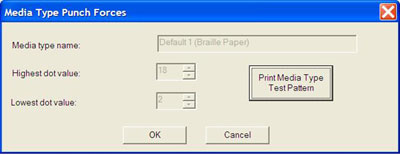 Media Type Punch Forces
Media type name: Default 1 (Braille Paper)
Highest dot value: 18
Print Media Type
Test Pattern
Lowest dot value: 2
OK Cancel